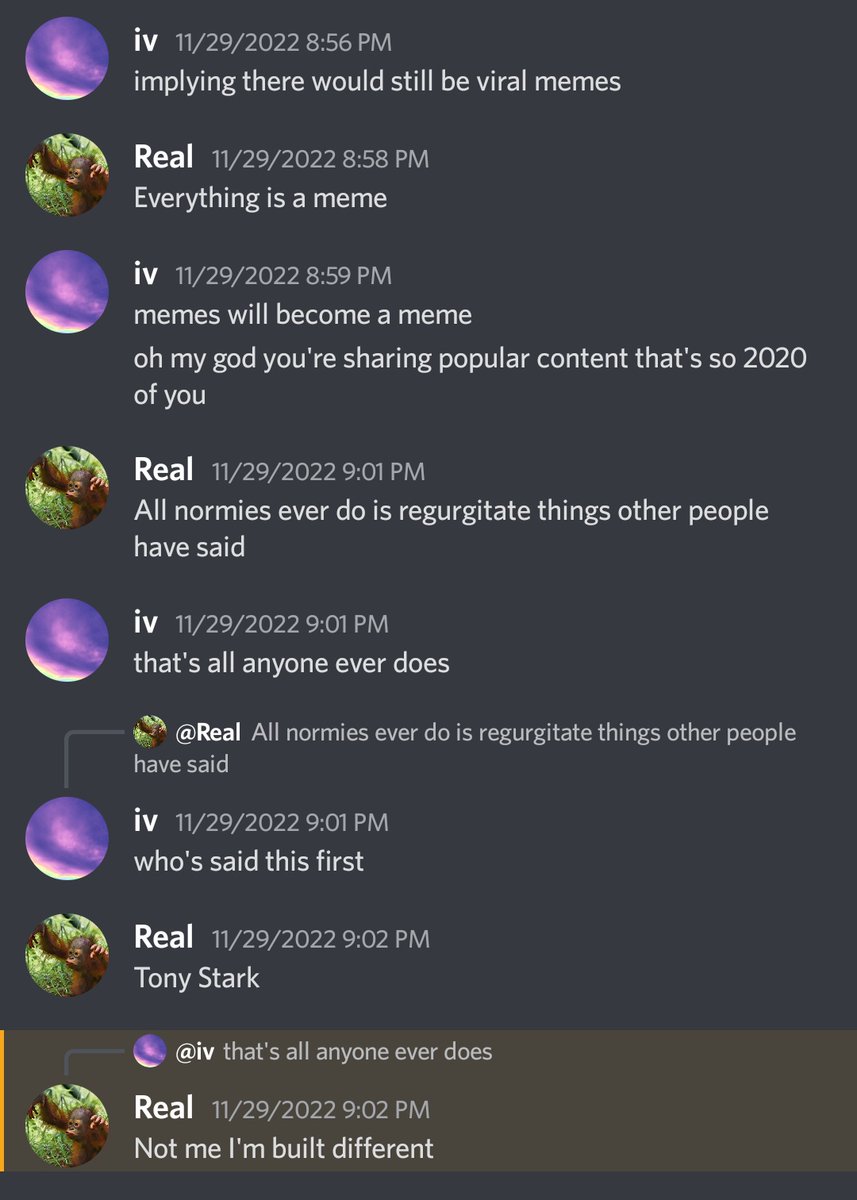 iv 11/29/2022 8:56 PM
implying there would still be viral memes
Real 11/29/2022 8:58 PM
Everything is a meme
iv 11/29/2022 8:59 PM
memes will become a meme
oh my god you're sharing popular content that's so 2020
of you
Real 11/29/2022 9:01 PM
All normies ever do is regurgitate things other people
have said
iv 11/29/2022 9:01 PM
that's all anyone ever does
@Real All normies ever do is regurgitate things other people
have said
iv 11/29/2022 9:01 PM
who's said this first
Real 11/29/2022 9:02 PM
Tony Stark
@iv that's all anyone ever does
Real 11/29/2022 9:02 PM
Not me I'm built different